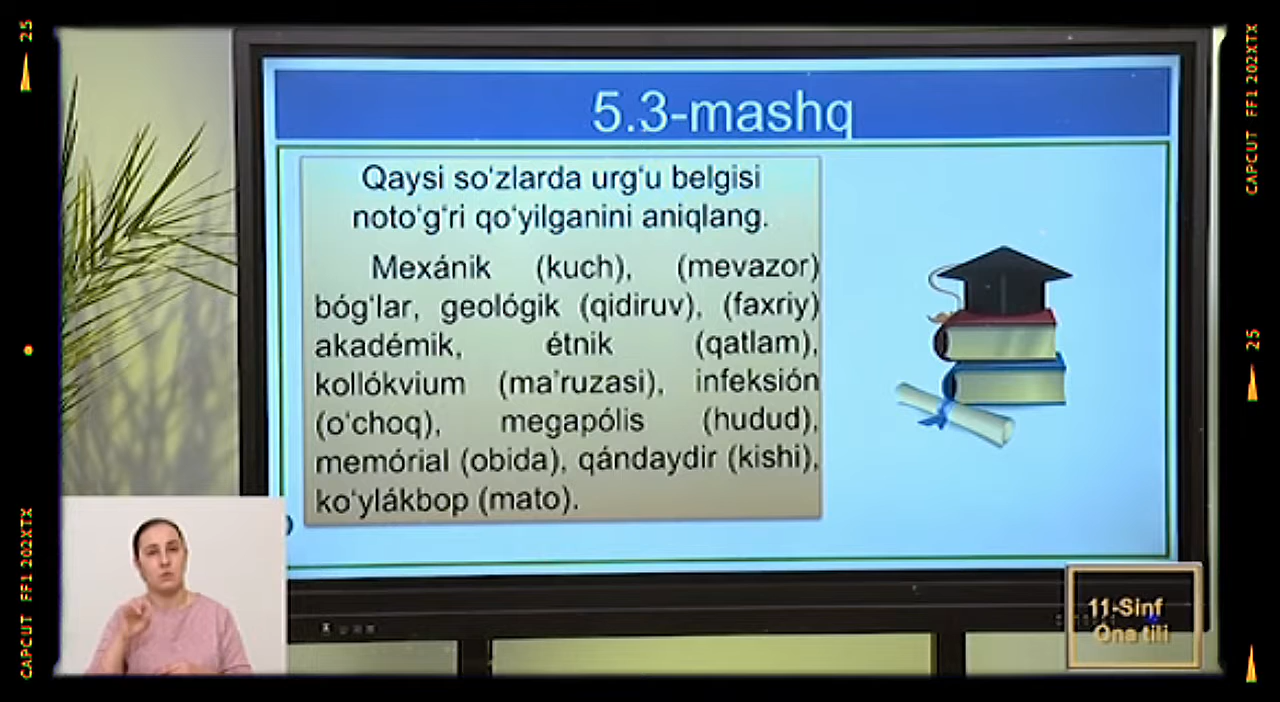 5.3-mashq
Qaysi so‘zlarda urg‘u belgisi
noto‘g‘ri qo‘yilganini aniqlang.
Mexánik (kuch), (mevazor)
bóg‘lar, geológik (qidiruv), (faxriy)
akadémik, étnik (qatlam),
kollókvium (ma’ruzasi), infeksión
(o‘choq), megapólis (hudud),
memórial (obida), qándaydir (kishi),
ko‘ylákbop (mato).
11-Sinf
Ona tili
25
CAPCUT FF1 202XTX
CAPCUT FF1 202XTX
25